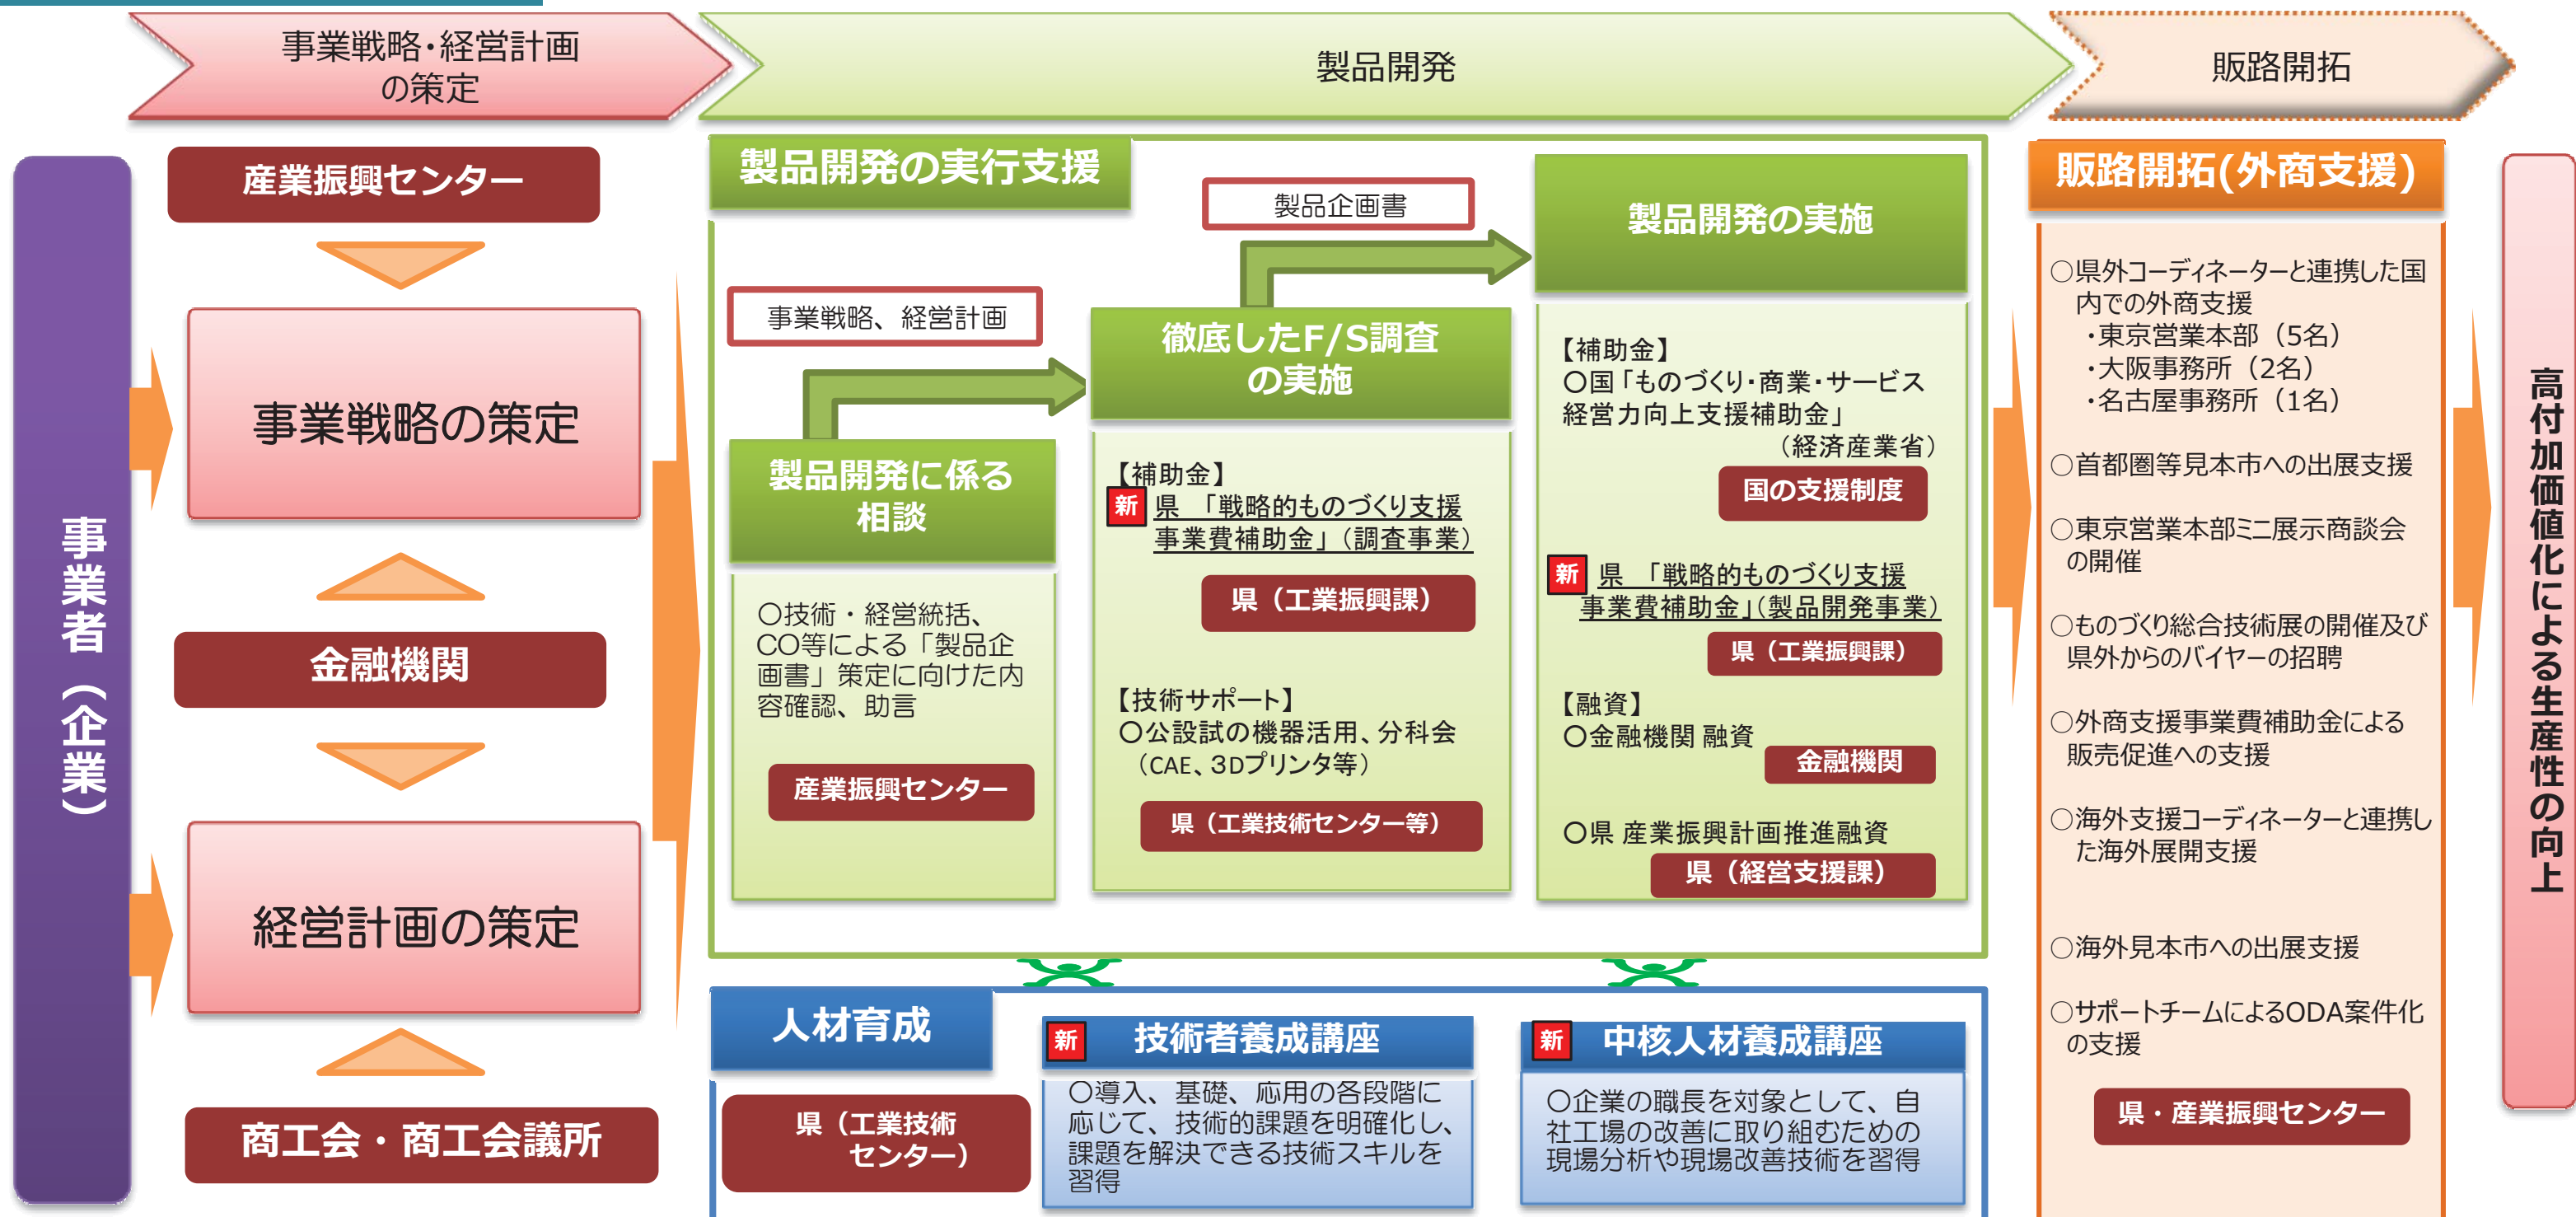 事業戦略・経営計画
の策定
製品開発
販路開拓
事業者（企業）
産業振興センター
事業戦略の策定
金融機関
経営計画の策定
商工会・商工会議所
製品開発の実行支援
事業戦略、経営計画
製品企画書
製品開発に係る
相談
〇技術・経営統括、
CO等による「製品企
画書」策定に向けた内
容確認、助言
産業振興センター
徹底したF/S調査
の実施
【補助金】
新 県 「戦略的ものづくり支援
事業費補助金」（調査事業）
県（工業振興課）
【技術サポート】
〇公設試の機器活用、分科会
（CAE、３Dプリンタ等）
県（工業技術センター等）
製品開発の実施
【補助金】
〇国「ものづくり・商業・サービス
経営力向上支援補助金」
（経済産業省）
国の支援制度
新 県 「戦略的ものづくり支援
事業費補助金」（製品開発事業）
県（工業振興課）
【融資】
〇金融機関 融資
金融機関
〇県 産業振興計画推進融資
県（経営支援課）
人材育成
県（工業技術
センター）
新 技術者養成講座
〇導入、基礎、応用の各段階に
応じて、技術的課題を明確化し、
課題を解決できる技術スキルを
習得
新 中核人材養成講座
〇企業の職長を対象として、自
社工場の改善に取り組むための
現場分析や現場改善技術を習得
販路開拓(外商支援)
○県外コーディネーターと連携した国
内での外商支援
・東京営業本部（5名）
・大阪事務所（2名）
・名古屋事務所（1名）
○首都圏等見本市への出展支援
○東京営業本部ミニ展示商談会
の開催
○ものづくり総合技術展の開催及び
県外からのバイヤーの招聘
○外商支援事業費補助金による
販売促進への支援
○海外支援コーディネーターと連携し
た海外展開支援
○海外見本市への出展支援
○サポートチームによるODA案件化
の支援
県・産業振興センター
高付加価値化による生産性の向上